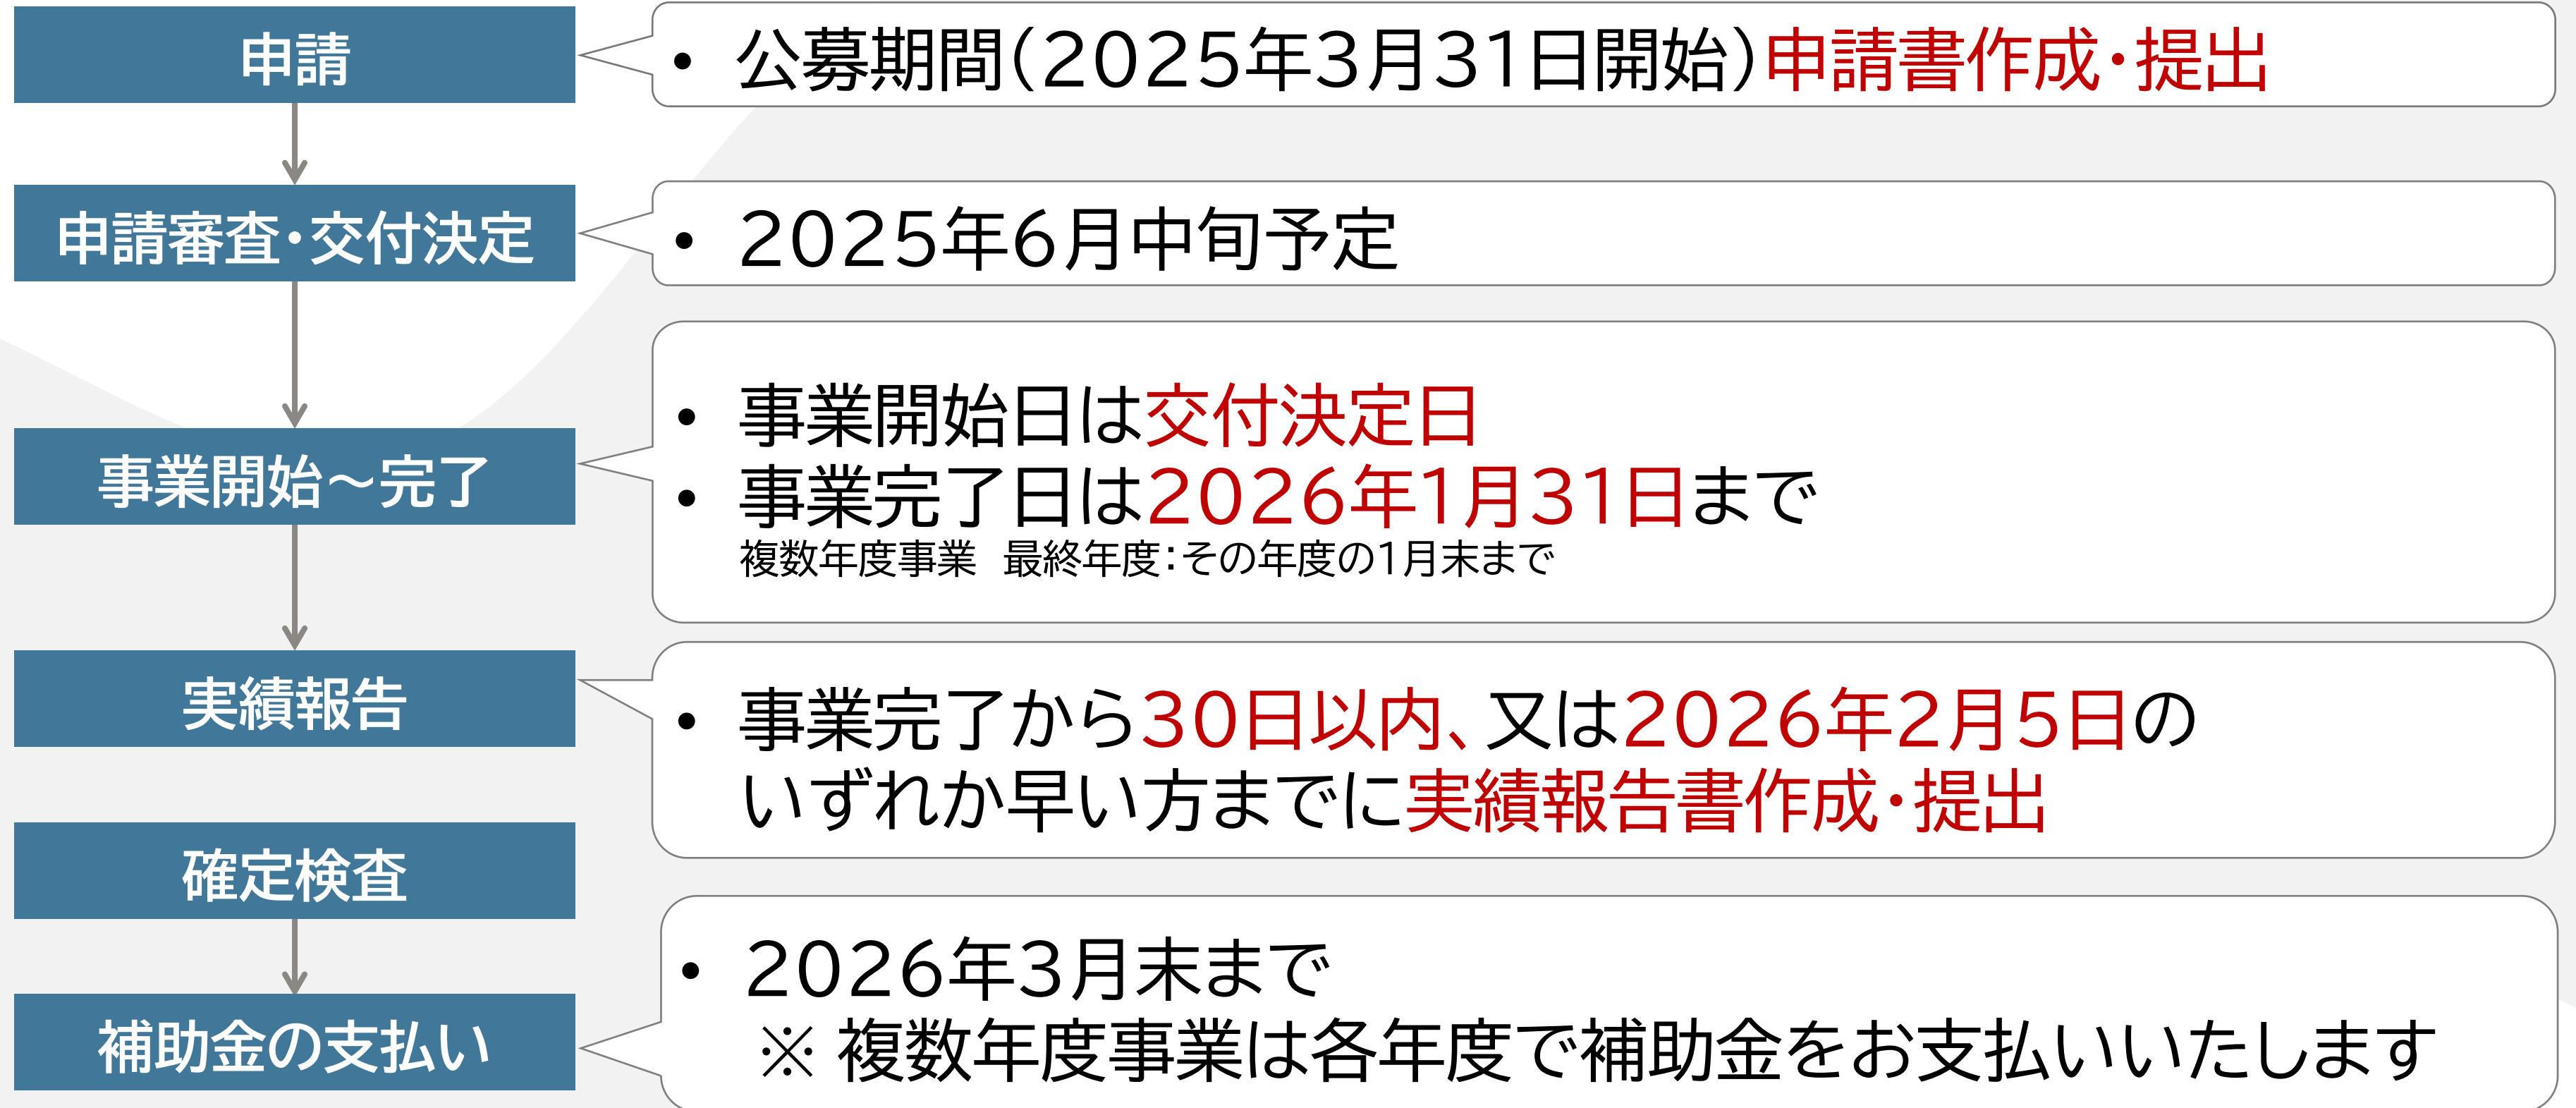 申請
• 公募期間（2025年3月31日開始）申請書作成・提出
申請審査・交付決定
• 2025年6月中旬予定
事業開始～完了
• 事業開始日は交付決定日
• 事業完了日は2026年1月31日まで
複数年度事業　最終年度：その年度の1月末まで
実績報告
• 事業完了から30日以内、又は2026年2月5日の
いずれか早い方までに実績報告書作成・提出
確定検査
補助金の支払い
• 2026年3月末まで
※ 複数年度事業は各年度で補助金をお支払いいたします